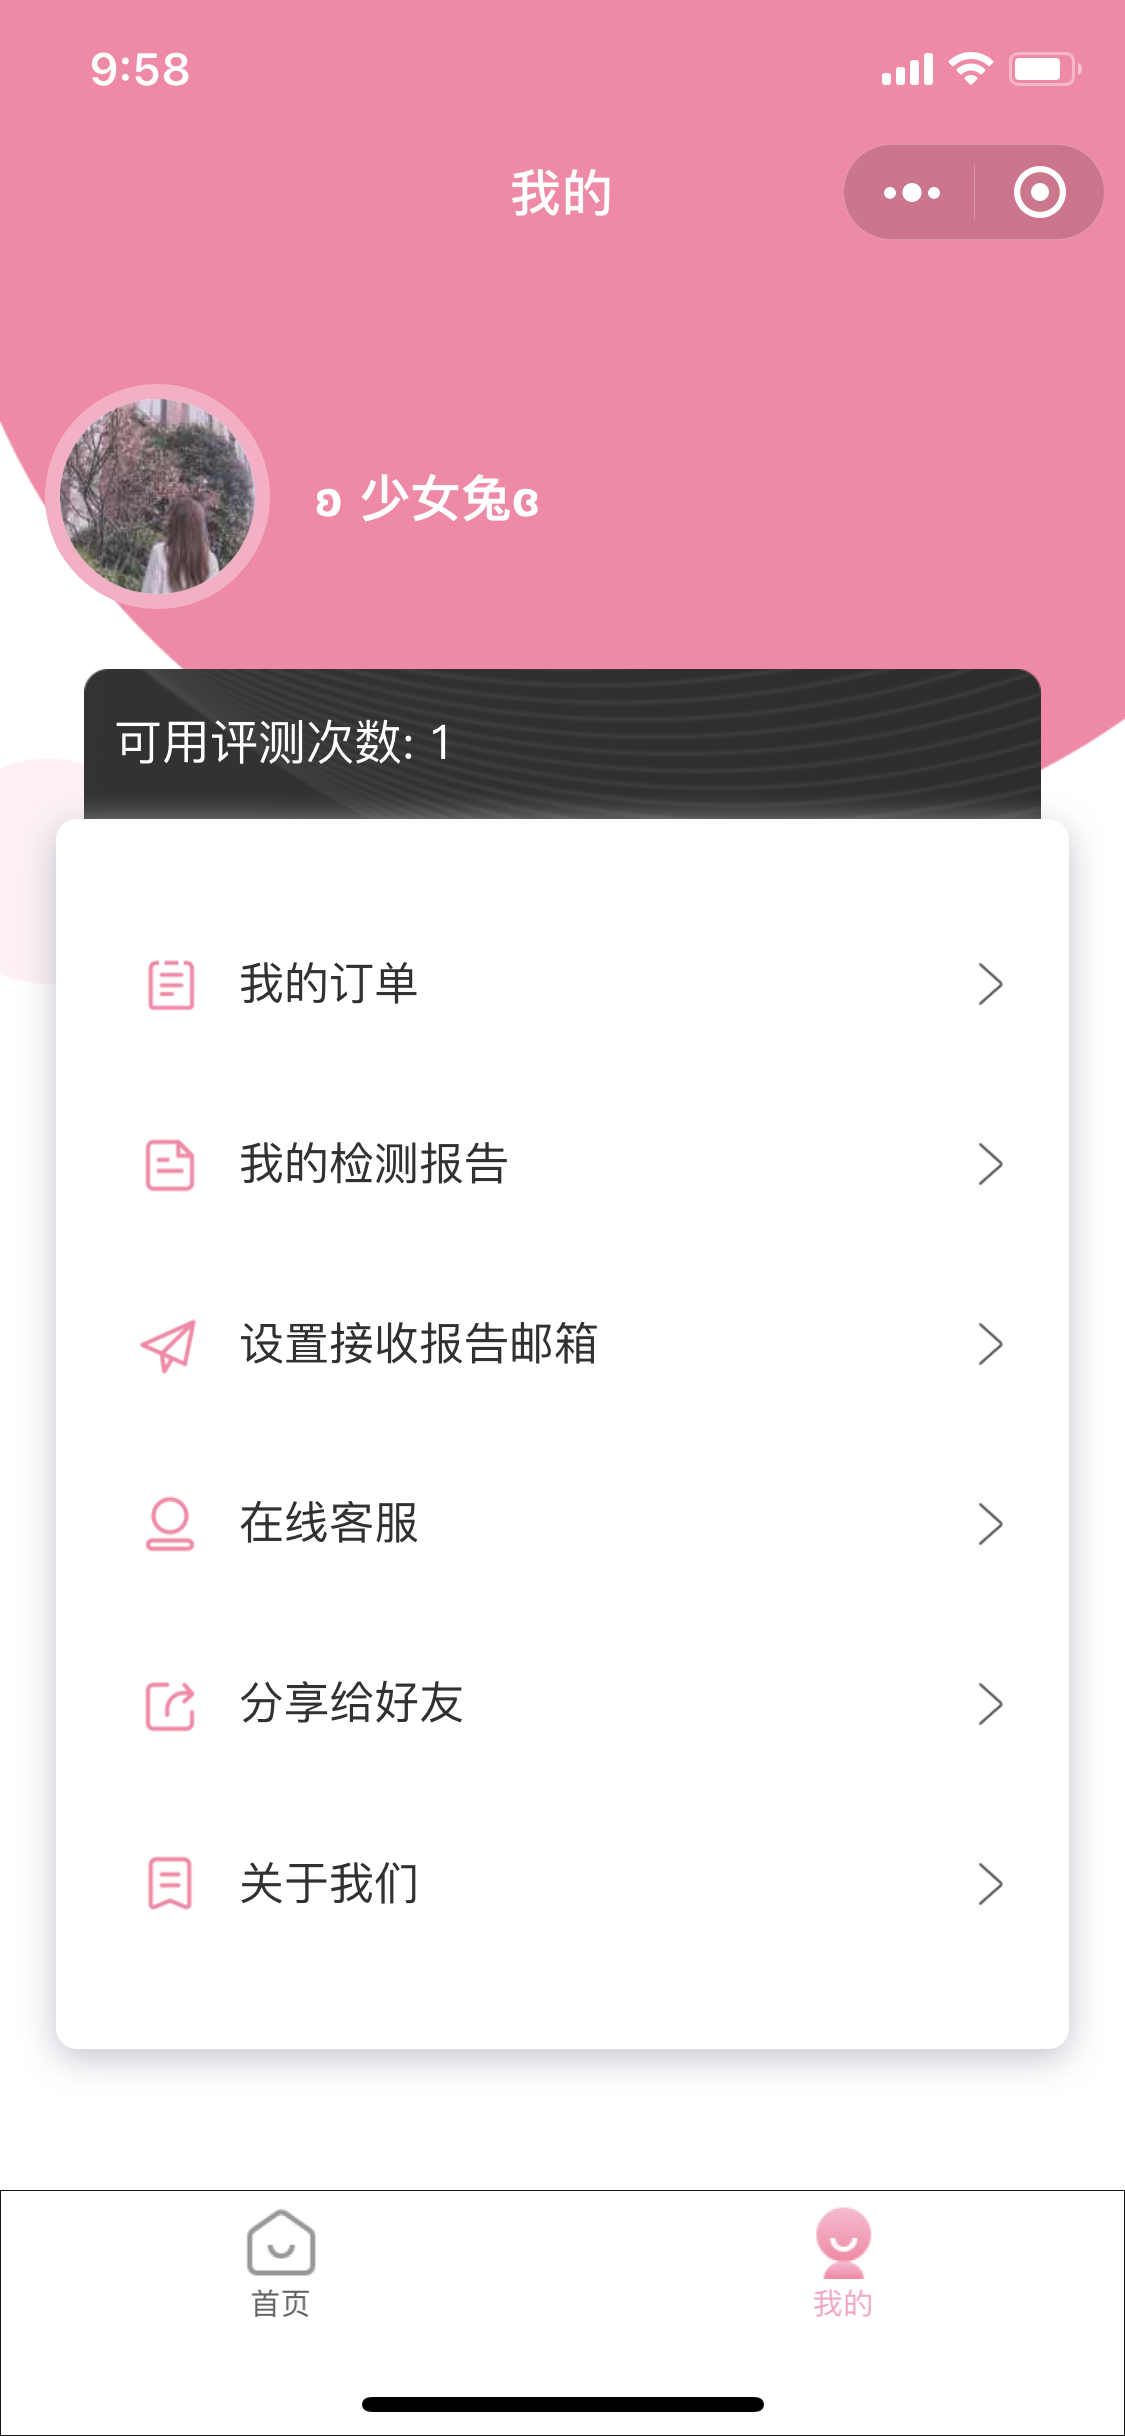 9:58
我的
ʚ 少女兔ɞ
可用评测次数: 1
我的订单
我的检测报告
设置接收报告邮箱
在线客服
分享给好友
关于我们
首页
我的